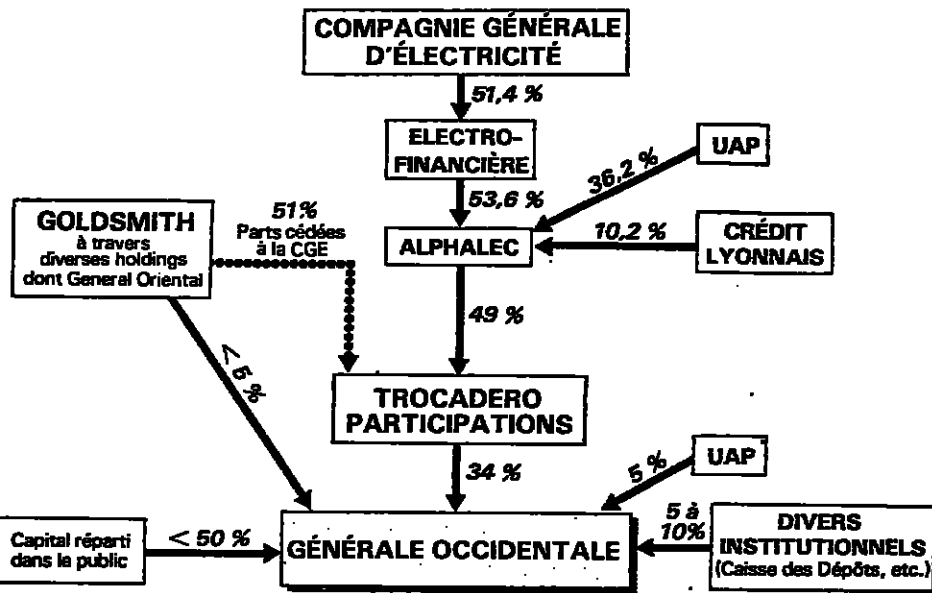 COMPAGNIE GÉNÉRALE
D'ÉLECTRICITÉ
51,4 %
ELECTRO-
FINANCIÈRE
UAP
36,2 %
53,6 %
GOLDSMITH
à travers
diverses holdings
dont General Oriental
51%
Parts cédées
à la CGE
ALPHALEC
10,2 %
CRÉDIT
LYONNAIS
49 %
< 5 %
TROCADERO
PARTICIPATIONS
34 %
UAP
5 %
Capital réparti
dans le public
< 50 %
GÉNÉRALE OCCIDENTALE
5 à
10%
DIVERS
INSTITUTIONNELS
(Caisse des Dépôts, etc.)